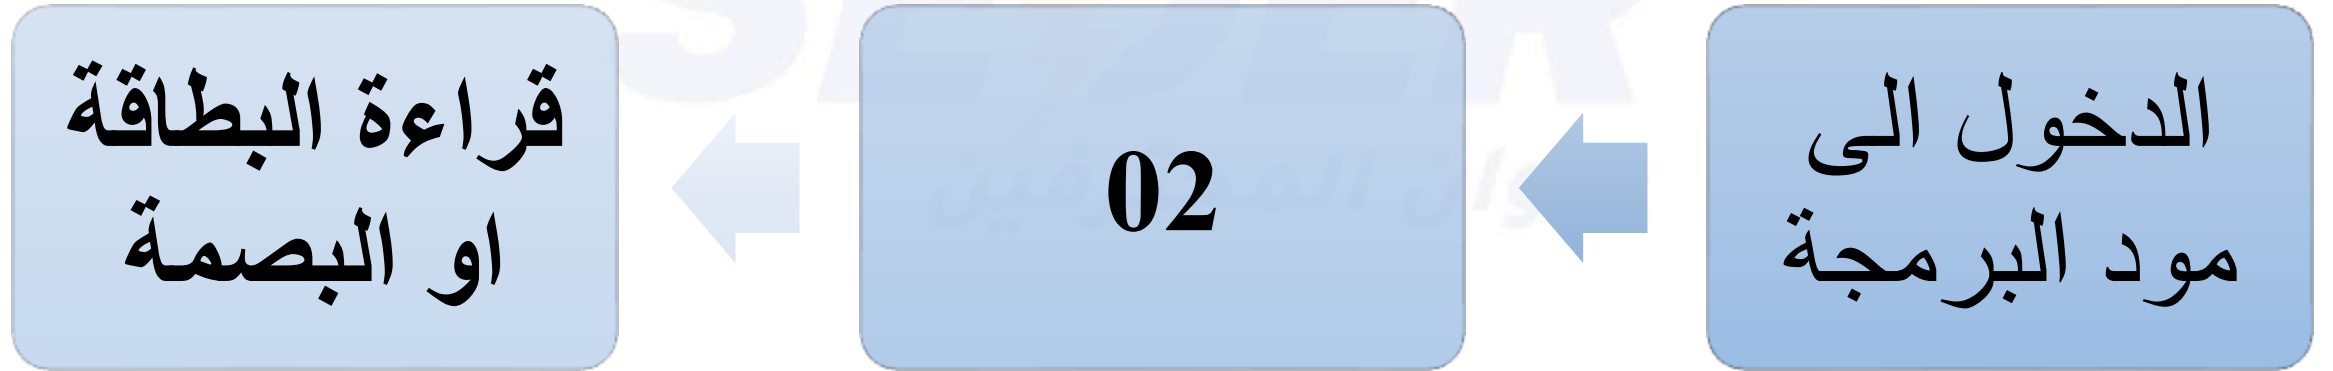 الدخول الى
مود البرمجة
02
قراءة البطاقة
او البصمة